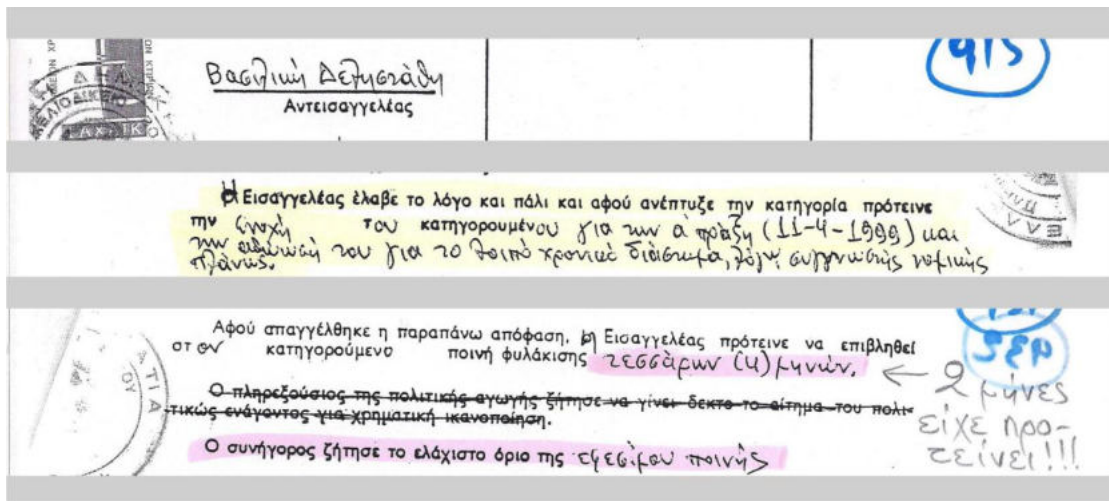 Βασιλική Δεληστάθη
Αντεισαγγελέας
913
Η Εισαγγελέας έλαβε το λόγο και πάλι και αφού ανέπτυξε την κατηγορία πρότεινε
την ενοχή του κατηγορουμένου για την α πράξη (11-4-1999) και
την αθώωσή του για το λοιπό χρονικό διάστημα, λόγω συγγνωστής νομικής
πλάνης.
Αφού απαγγέλθηκε η παραπάνω απόφαση, η Εισαγγελέας πρότεινε να επιβληθεί
στον κατηγορούμενο ποινή φυλάκισης τεσσάρων (4) μηνών.
← 2 μήνες
είχε προ-
τείνει!!!
Ο πληρεξούσιος της πολιτικής αγωγής ζήτησε να γίνει δεκτο το αίτημα του πολι-
τικώς ενάγοντος για χρηματική ικανοποίηση.
Ο συνήγορος ζήτησε το ελάχιστο όριο της εφεσίμου ποινής